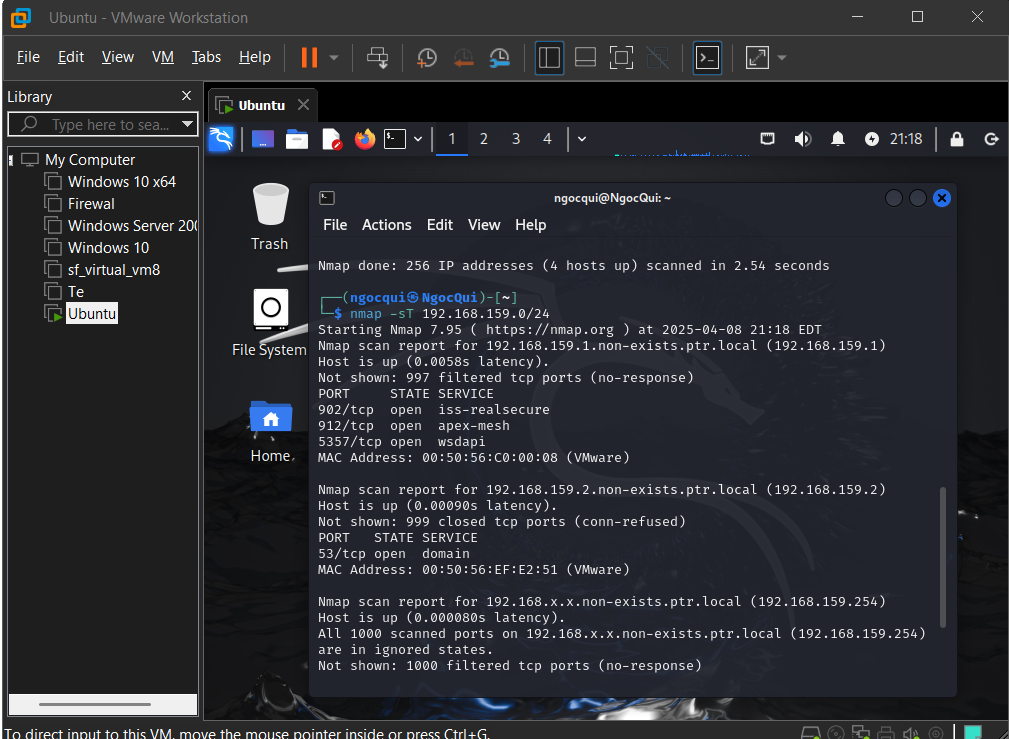 Ubuntu - VMware Workstation
File Edit View VM Tabs Help
Library
Type here to sea...
My Computer
Windows 10 x64
Firewal
Windows Server 200
Windows 10
sf_virtual_vm8
Te
Ubuntu
Ubuntu
1 2 3 4
21:18
Trash
File System
Home
ngocqui@NgocQui: ~
File Actions Edit View Help
Nmap done: 256 IP addresses (4 hosts up) scanned in 2.54 seconds
┌──(ngocqui㉿NgocQui)-[~]
└─$ nmap -sT 192.168.159.0/24
Starting Nmap 7.95 ( https://nmap.org ) at 2025-04-08 21:18 EDT
Nmap scan report for 192.168.159.1.non-exists.ptr.local (192.168.159.1)
Host is up (0.0058s latency).
Not shown: 997 filtered tcp ports (no-response)
PORT STATE SERVICE
902/tcp open iss-realsecure
912/tcp open apex-mesh
5357/tcp open wsdapi
MAC Address: 00:50:56:C0:00:08 (VMware)
Nmap scan report for 192.168.159.2.non-exists.ptr.local (192.168.159.2)
Host is up (0.00090s latency).
Not shown: 999 closed tcp ports (conn-refused)
PORT STATE SERVICE
53/tcp open domain
MAC Address: 00:50:56:EF:E2:51 (VMware)
Nmap scan report for 192.168.x.x.non-exists.ptr.local (192.168.159.254)
Host is up (0.000080s latency).
All 1000 scanned ports on 192.168.x.x.non-exists.ptr.local (192.168.159.254)
are in ignored states.
Not shown: 1000 filtered tcp ports (no-response)
To direct input to this VM, move the mouse pointer inside or press Ctrl+G.